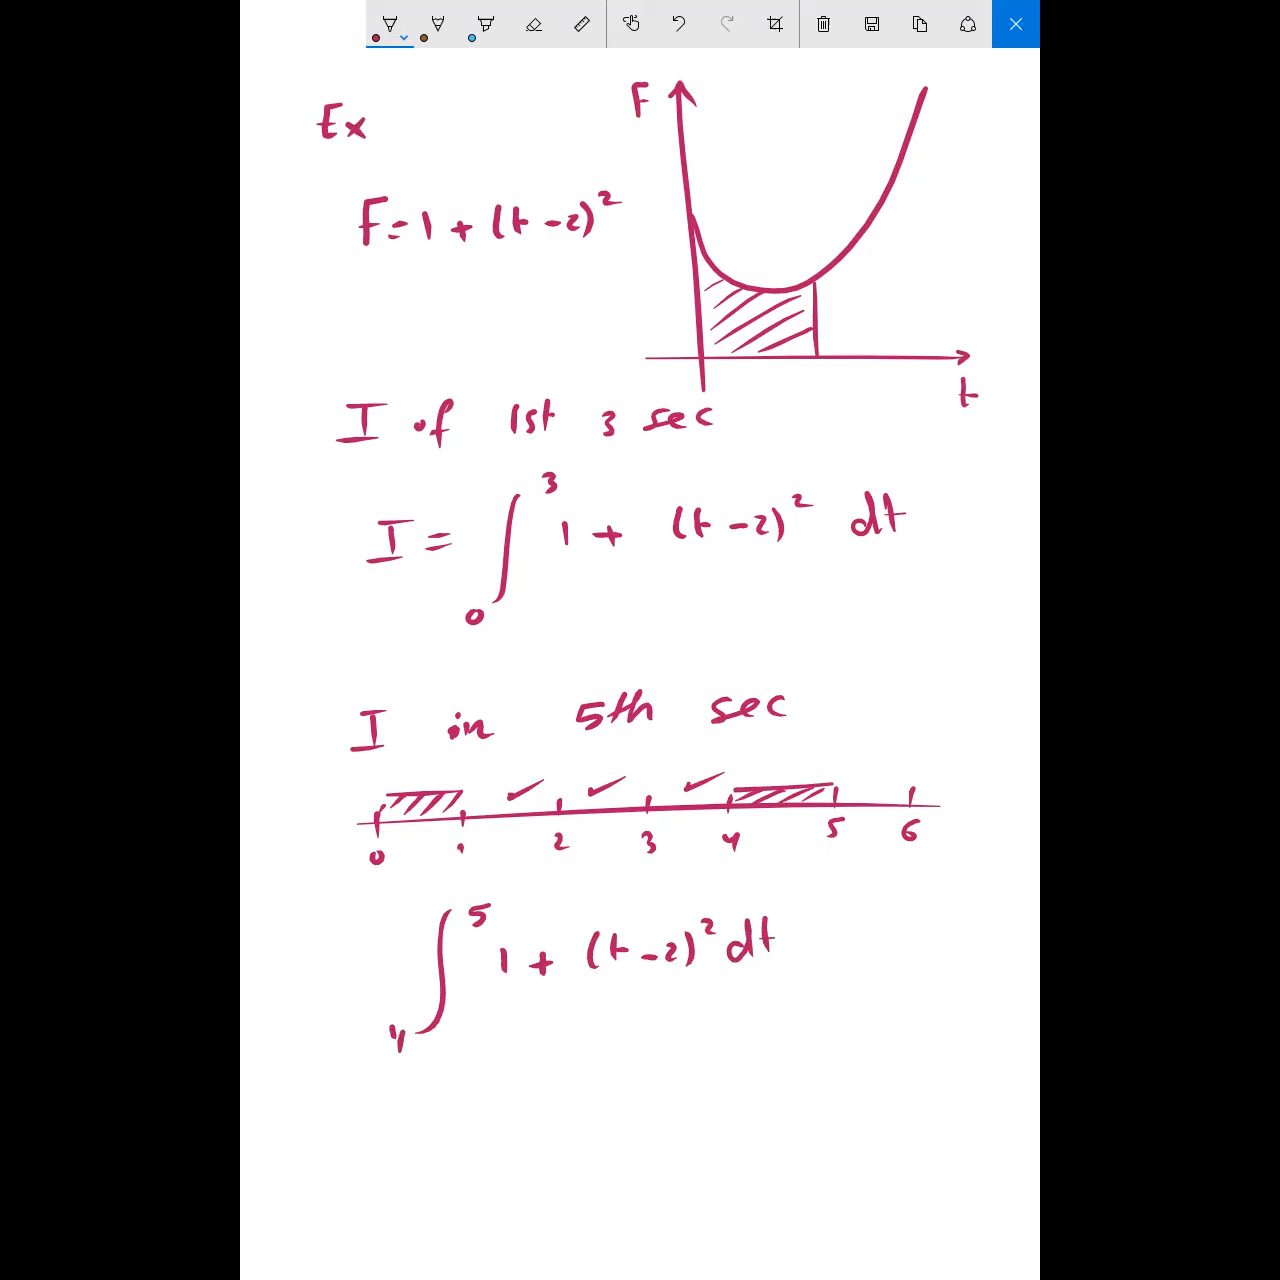 Ex
F
F = 1 + (t - 2)²
t
I of 1st 3 sec
I = ∫₀³ 1 + (t - 2)² dt
I in 5th sec
0 1 2 3 4 5 6
∫₄⁵ 1 + (t - 2)² dt